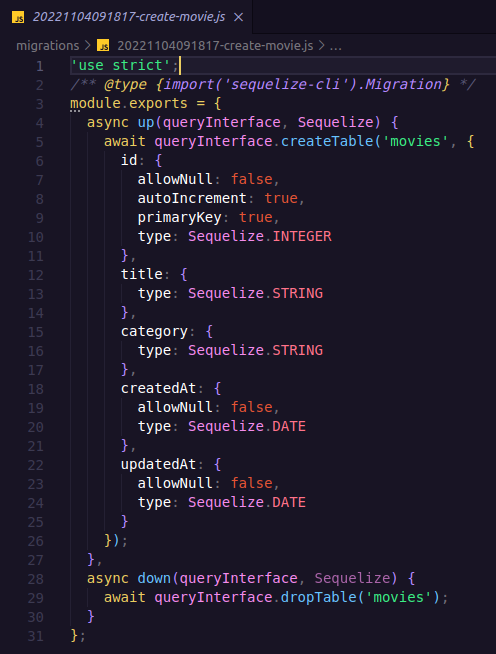 JS 20221104091817-create-movie.js ×
migrations > JS 20221104091817-create-movie.js > ...
1 'use strict';
2 /** @type {import('sequelize-cli').Migration} */
3 module.exports = {
4 async up(queryInterface, Sequelize) {
5 await queryInterface.createTable('movies', {
6 id: {
7 allowNull: false,
8 autoIncrement: true,
9 primaryKey: true,
10 type: Sequelize.INTEGER
11 },
12 title: {
13 type: Sequelize.STRING
14 },
15 category: {
16 type: Sequelize.STRING
17 },
18 createdAt: {
19 allowNull: false,
20 type: Sequelize.DATE
21 },
22 updatedAt: {
23 allowNull: false,
24 type: Sequelize.DATE
25 }
26 });
27 },
28 async down(queryInterface, Sequelize) {
29 await queryInterface.dropTable('movies');
30 }
31 };